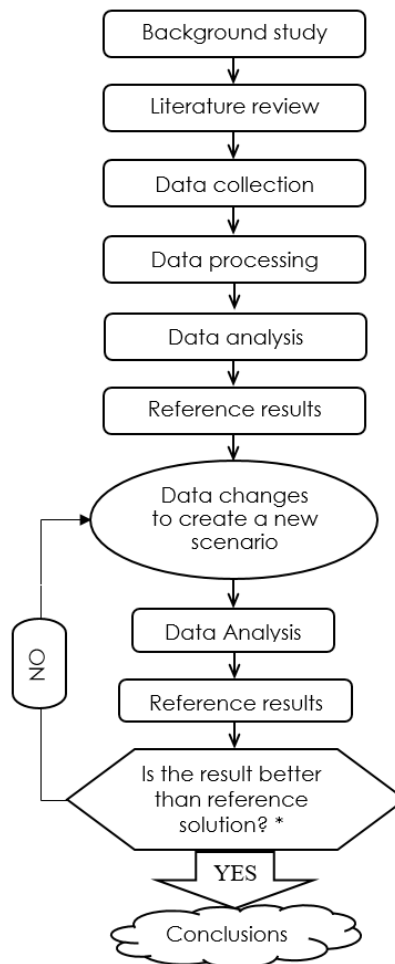 Background study
Literature review
Data collection
Data processing
Data analysis
Reference results
Data changes
to create a new
scenario
Data Analysis
NO
Reference results
Is the result better
than reference
solution? *
YES
Conclusions